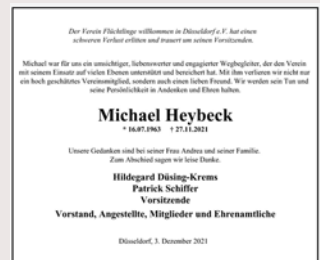 Der Verein Flüchtlinge willkommen in Düsseldorf e.V. hat einen
schweren Verlust erlitten und trauert um seinen Vorsitzenden.
Michael war für uns ein umsichtiger, liebenswerter und engagierter Wegbegleiter, der den Verein
mit seinem Einsatz auf vielen Ebenen unterstützt und bereichert hat. Mit ihm verlieren wir nicht nur
ein hoch geschätztes Vereinsmitglied, sondern auch einen lieben Freund. Wir werden sein Tun und
seine Persönlichkeit in Andenken und Ehren halten.
Michael Heybeck
* 16.07.1963 † 27.11.2021
Unsere Gedanken sind bei seiner Frau Andrea und seiner Familie.
Zum Abschied sagen wir leise Danke.
Hildegard Düsing-Krems
Patrick Schiffer
Vorsitzende
Vorstand, Angestellte, Mitglieder und Ehrenamtliche
Düsseldorf, 3. Dezember 2021